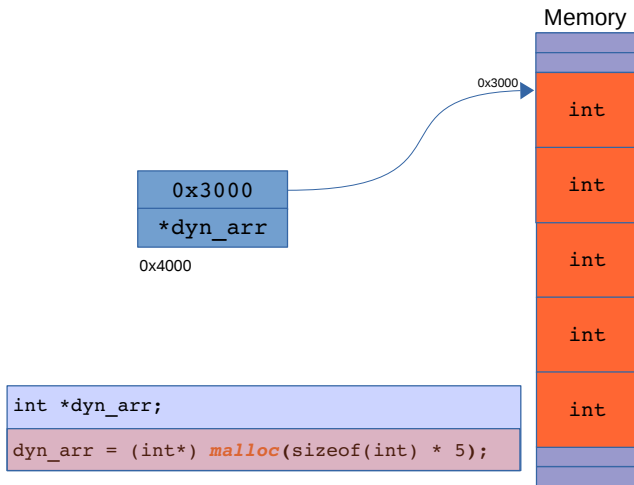 Memory
0x3000
int
int
0x3000
*dyn_arr
0x4000
int
int
int
int *dyn_arr;
dyn_arr = (int*) malloc(sizeof(int) * 5);